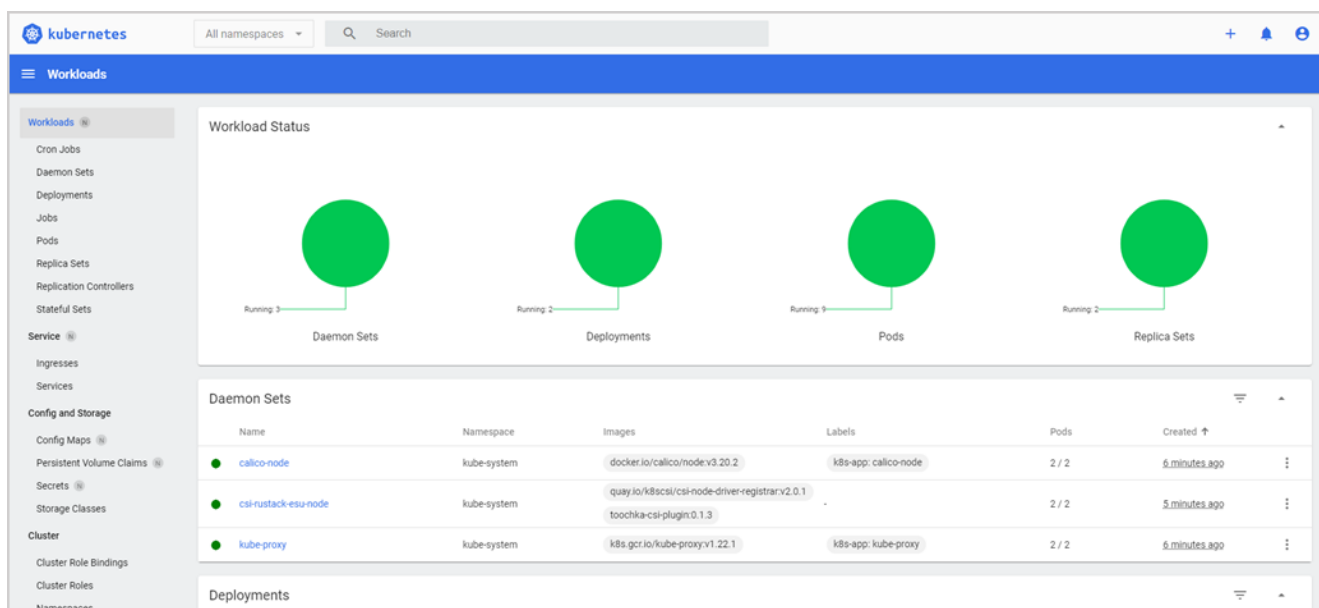 kubernetes
All namespaces
Search
Workloads
Workloads N
Cron Jobs
Daemon Sets
Deployments
Jobs
Pods
Replica Sets
Replication Controllers
Stateful Sets
Service N
Ingresses
Services
Config and Storage
Config Maps N
Persistent Volume Claims N
Secrets N
Storage Classes
Cluster
Cluster Role Bindings
Cluster Roles
Namespaces
Workload Status
Running: 3
Daemon Sets
Running: 2
Deployments
Running: 9
Pods
Running: 2
Replica Sets
Daemon Sets
Name Namespace Images Labels Pods Created
calico-node kube-system docker.io/calico/node:v3.20.2 k8s-app: calico-node 2 / 2 6 minutes ago
csi-rustack-esu-node kube-system quay.io/k8scsi/csi-node-driver-registrar:v2.0.1 - 2 / 2 5 minutes ago
toochka-csi-plugin:0.1.3
kube-proxy kube-system k8s.gcr.io/kube-proxy:v1.22.1 k8s-app: kube-proxy 2 / 2 6 minutes ago
Deployments